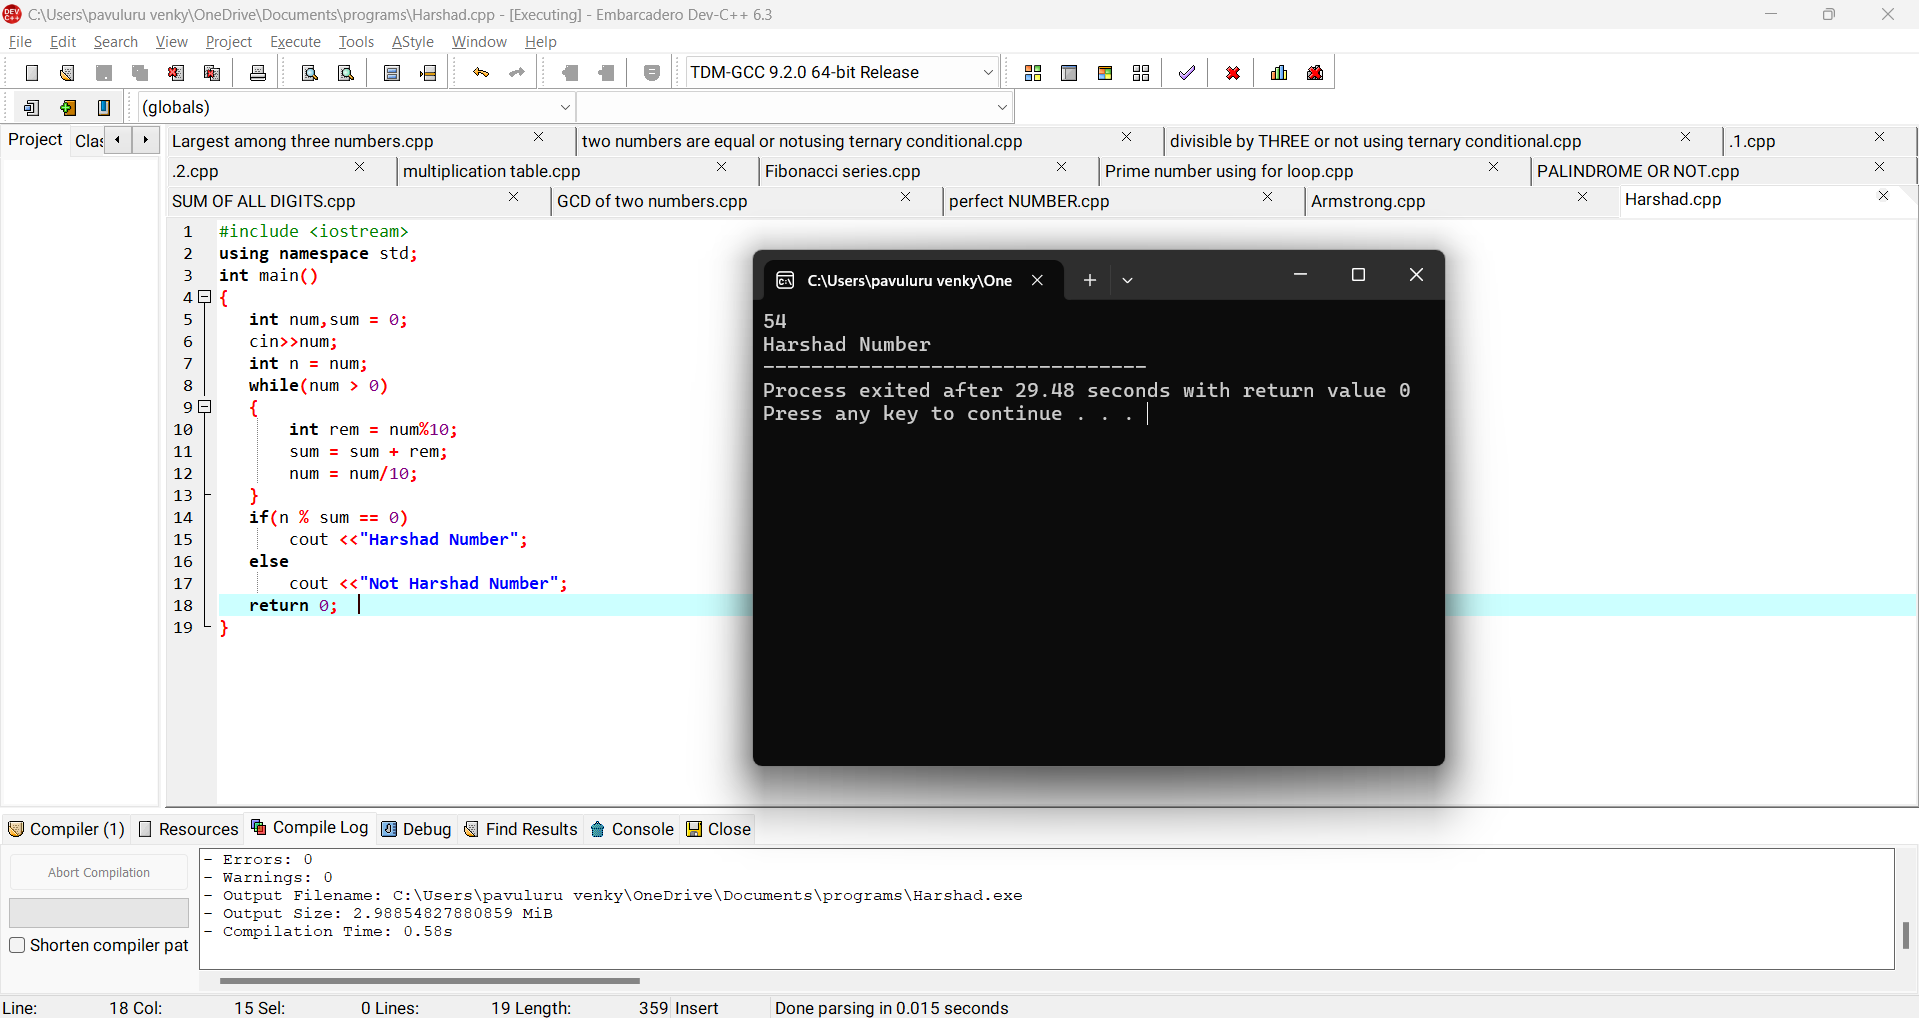 C:\Users\pavuluru venky\OneDrive\Documents\programs\Harshad.cpp - [Executing] - Embarcadero Dev-C++ 6.3
File Edit Search View Project Execute Tools AStyle Window Help
TDM-GCC 9.2.0 64-bit Release
(globals)
Project Clas
Largest among three numbers.cpp two numbers are equal or notusing ternary conditional.cpp divisible by THREE or not using ternary conditional.cpp .1.cpp
.2.cpp multiplication table.cpp Fibonacci series.cpp Prime number using for loop.cpp PALINDROME OR NOT.cpp
SUM OF ALL DIGITS.cpp GCD of two numbers.cpp perfect NUMBER.cpp Armstrong.cpp Harshad.cpp
1 #include <iostream>
2 using namespace std;
3 int main()
4 {
5 int num,sum = 0;
6 cin>>num;
7 int n = num;
8 while(num > 0)
9 {
10 int rem = num%10;
11 sum = sum + rem;
12 num = num/10;
13 }
14 if(n % sum == 0)
15 cout <<"Harshad Number";
16 else
17 cout <<"Not Harshad Number";
18 return 0;
19 }
C:\Users\pavuluru venky\One
54
Harshad Number
--------------------------------
Process exited after 29.48 seconds with return value 0
Press any key to continue . . .
Compiler (1) Resources Compile Log Debug Find Results Console Close
Abort Compilation
Shorten compiler pat
- Errors: 0
- Warnings: 0
- Output Filename: C:\Users\pavuluru venky\OneDrive\Documents\programs\Harshad.exe
- Output Size: 2.98854827880859 MiB
- Compilation Time: 0.58s
Line: 18 Col: 15 Sel: 0 Lines: 19 Length: 359 Insert Done parsing in 0.015 seconds